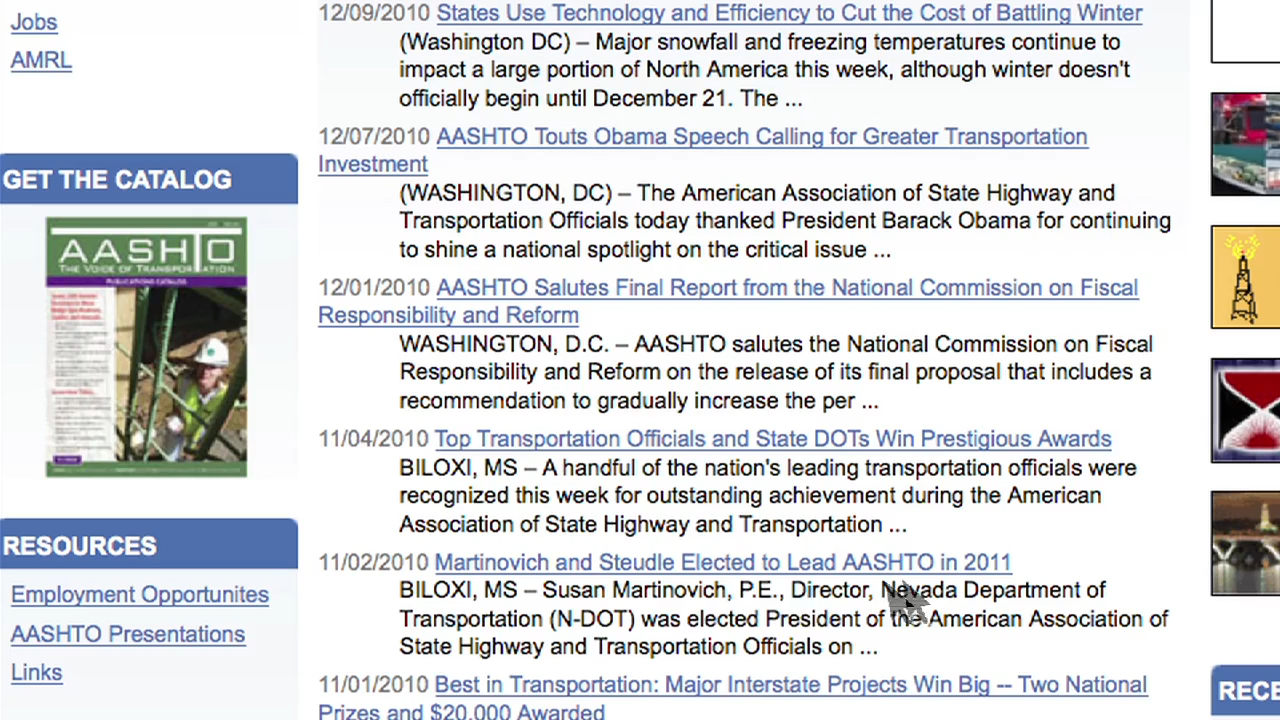 Jobs
AMRL
GET THE CATALOG
AASHTO
THE VOICE OF TRANSPORTATION
PUBLICATIONS CATALOG
RESOURCES
Employment Opportunites
AASHTO Presentations
Links
12/09/2010 States Use Technology and Efficiency to Cut the Cost of Battling Winter
(Washington DC) – Major snowfall and freezing temperatures continue to
impact a large portion of North America this week, although winter doesn't
officially begin until December 21. The ...
12/07/2010 AASHTO Touts Obama Speech Calling for Greater Transportation
Investment
(WASHINGTON, DC) – The American Association of State Highway and
Transportation Officials today thanked President Barack Obama for continuing
to shine a national spotlight on the critical issue ...
12/01/2010 AASHTO Salutes Final Report from the National Commission on Fiscal
Responsibility and Reform
WASHINGTON, D.C. – AASHTO salutes the National Commission on Fiscal
Responsibility and Reform on the release of its final proposal that includes a
recommendation to gradually increase the per ...
11/04/2010 Top Transportation Officials and State DOTs Win Prestigious Awards
BILOXI, MS – A handful of the nation's leading transportation officials were
recognized this week for outstanding achievement during the American
Association of State Highway and Transportation ...
11/02/2010 Martinovich and Steudle Elected to Lead AASHTO in 2011
BILOXI, MS – Susan Martinovich, P.E., Director, Nevada Department of
Transportation (N-DOT) was elected President of the American Association of
State Highway and Transportation Officials on ...
11/01/2010 Best in Transportation: Major Interstate Projects Win Big -- Two National
Prizes and $20,000 Awarded
RECE